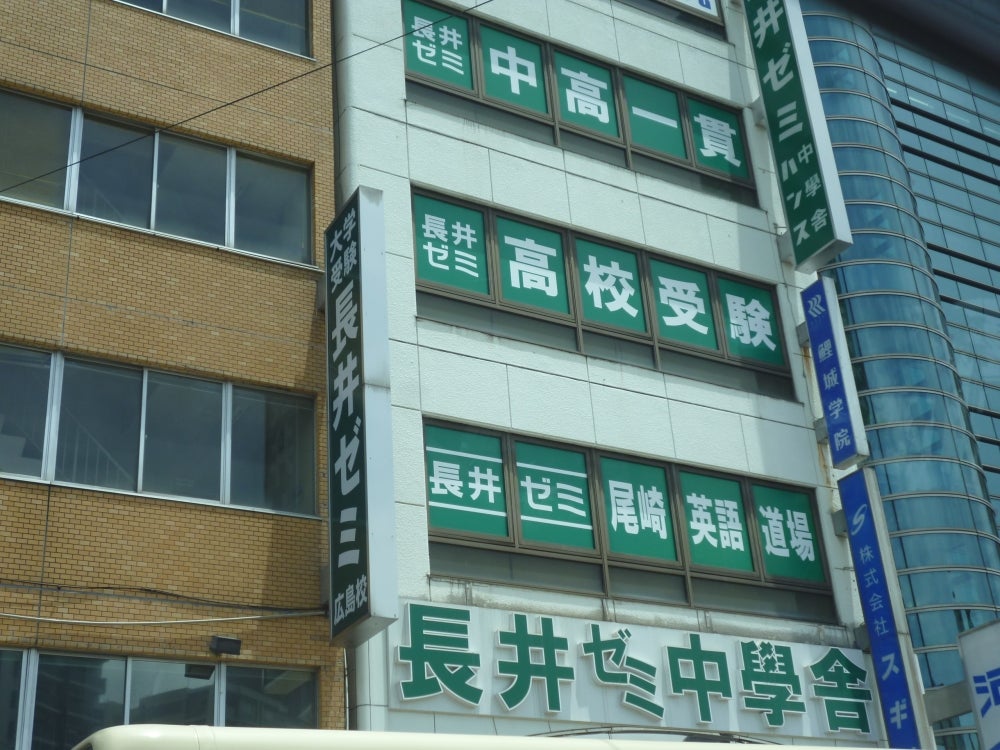 長井
ゼミ
中高一貫
長井
ゼミ
高校受験
長井ゼミ 尾崎 英語 道場
長井ゼミ中學舎
大学
受験
長井ゼミ
広島校
井ゼミ
ハンス
中學舎
鯉城学院
S 株式会社スギ